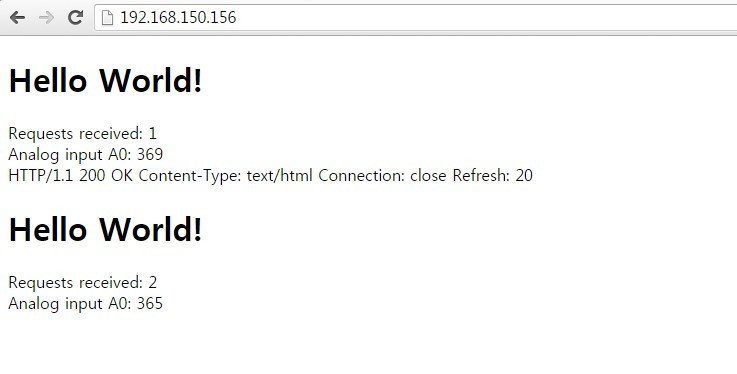 192.168.150.156
Hello World!
Requests received: 1
Analog input A0: 369
HTTP/1.1 200 OK Content-Type: text/html Connection: close Refresh: 20
Hello World!
Requests received: 2
Analog input A0: 365